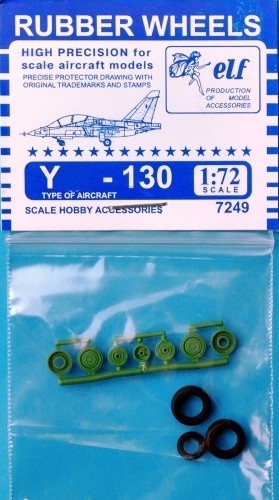 RUBBER WHEELS
HIGH PRECISION for
scale aircraft models
PRECISE PROTECTOR DRAWING WITH
ORIGINAL TRADEMARKS AND STAMPS
elf
PRODUCTION
OF MODEL
ACCESSORIES
Y - 130
TYPE OF AIRCRAFT
1:72
SCALE
SCALE HOBBY ACCESSORIES
7249